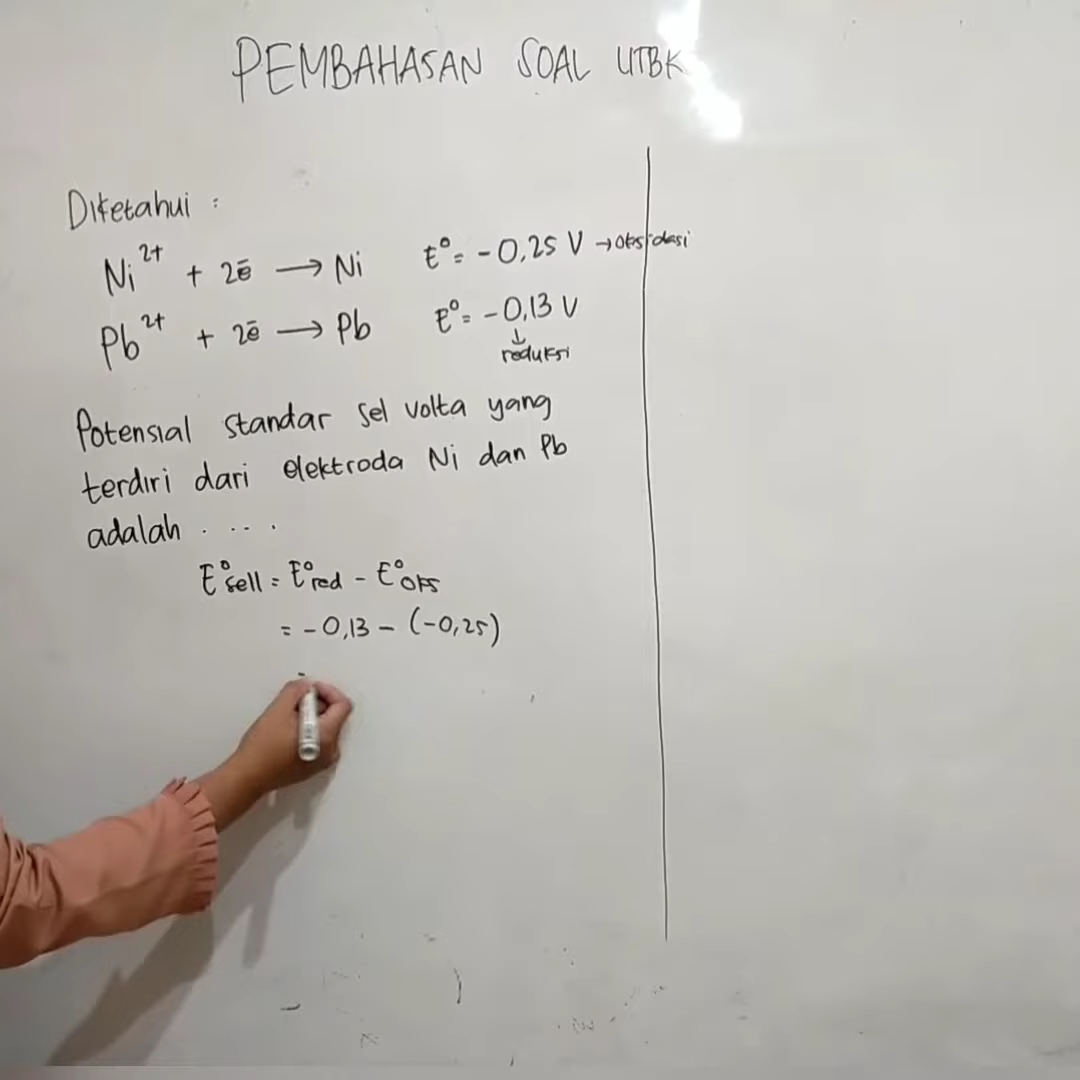 PEMBAHASAN SOAL UTBK
Diketahui :
Ni²⁺ + 2ē → Ni E° = -0,25 V → oksidasi
Pb²⁺ + 2ē → Pb E° = -0,13 V
↓
reduksi
Potensial standar sel volta yang
terdiri dari elektroda Ni dan Pb
adalah . ...
E°sell = E°red - E°oks
= -0,13 - (-0,25)